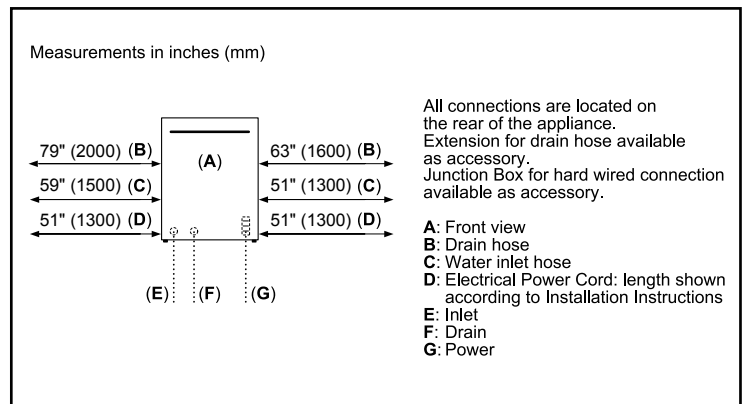 Measurements in inches (mm)
79" (2000) (B)
63" (1600) (B)
(A)
59" (1500) (C)
51" (1300) (C)
51" (1300) (D)
51" (1300) (D)
(E)
(F)
(G)
All connections are located on
the rear of the appliance.
Extension for drain hose available
as accessory.
Junction Box for hard wired connection
available as accessory.
A: Front view
B: Drain hose
C: Water inlet hose
D: Electrical Power Cord: length shown
according to Installation Instructions
E: Inlet
F: Drain
G: Power